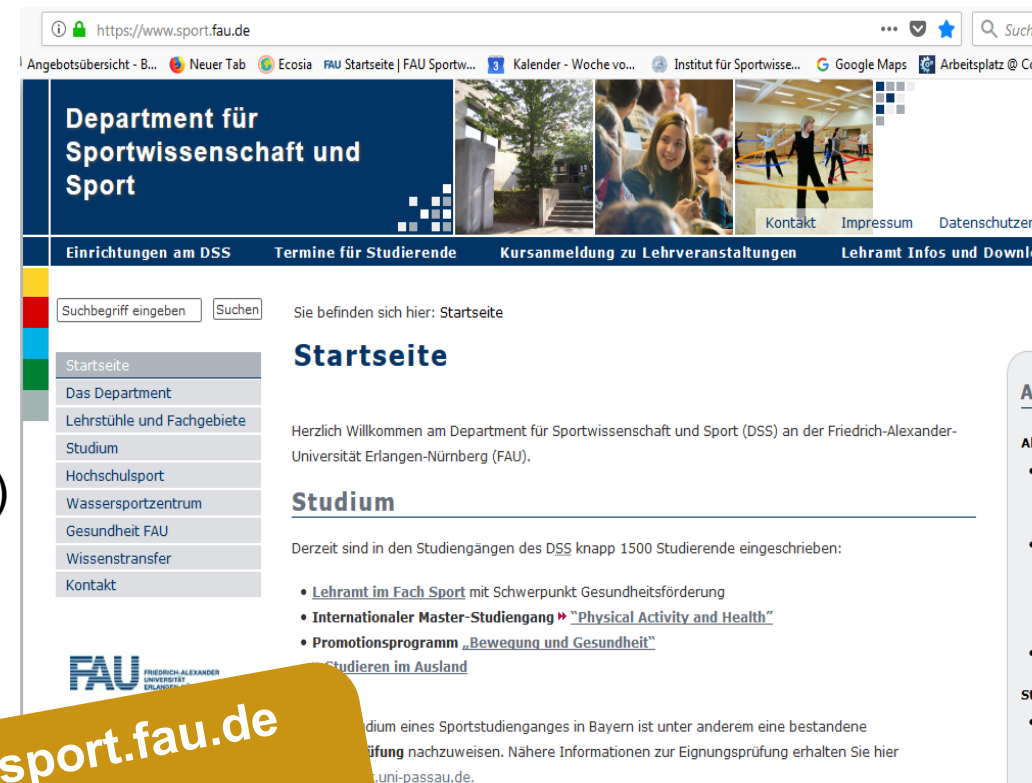 https://www.sport.fau.de
Angebotsübersicht - B... Neuer Tab Ecosia FAU Startseite | FAU Sportw... 3 Kalender - Woche vo... Institut für Sportwisse... G Google Maps Arbeitsplatz @
Department für
Sportwissenschaft und
Sport
Kontakt Impressum
Einrichtungen am DSS Termine für Studierende Kursanmeldung zu Lehrveranstaltungen Lehramt Infos und
Suchbegriff eingeben Suchen
Sie befinden sich hier: Startseite
Startseite
Startseite
Das Department
Lehrstühle und Fachgebiete
Studium
Hochschulsport
Wassersportzentrum
Gesundheit FAU
Wissenstransfer
Kontakt
Herzlich Willkommen am Department für Sportwissenschaft und Sport (DSS) an der Friedrich-Alexander-
Universität Erlangen-Nürnberg (FAU).
Studium
Derzeit sind in den Studiengängen des DSS knapp 1500 Studierende eingeschrieben:
• Lehramt im Fach Sport mit Schwerpunkt Gesundheitsförderung
• Internationaler Master-Studiengang "Physical Activity and Health"
• Promotionsprogramm „Bewegung und Gesundheit"
Studieren im Ausland
FAU FRIEDRICH-ALEXANDER
UNIVERSITÄT
eines Sportstudienganges in Bayern ist unter anderem eine bestandene
nachzuweisen. Nähere Informationen zur Eignungsprüfung erhalten Sie hier
.uni-passau.de.
sport.fau.de